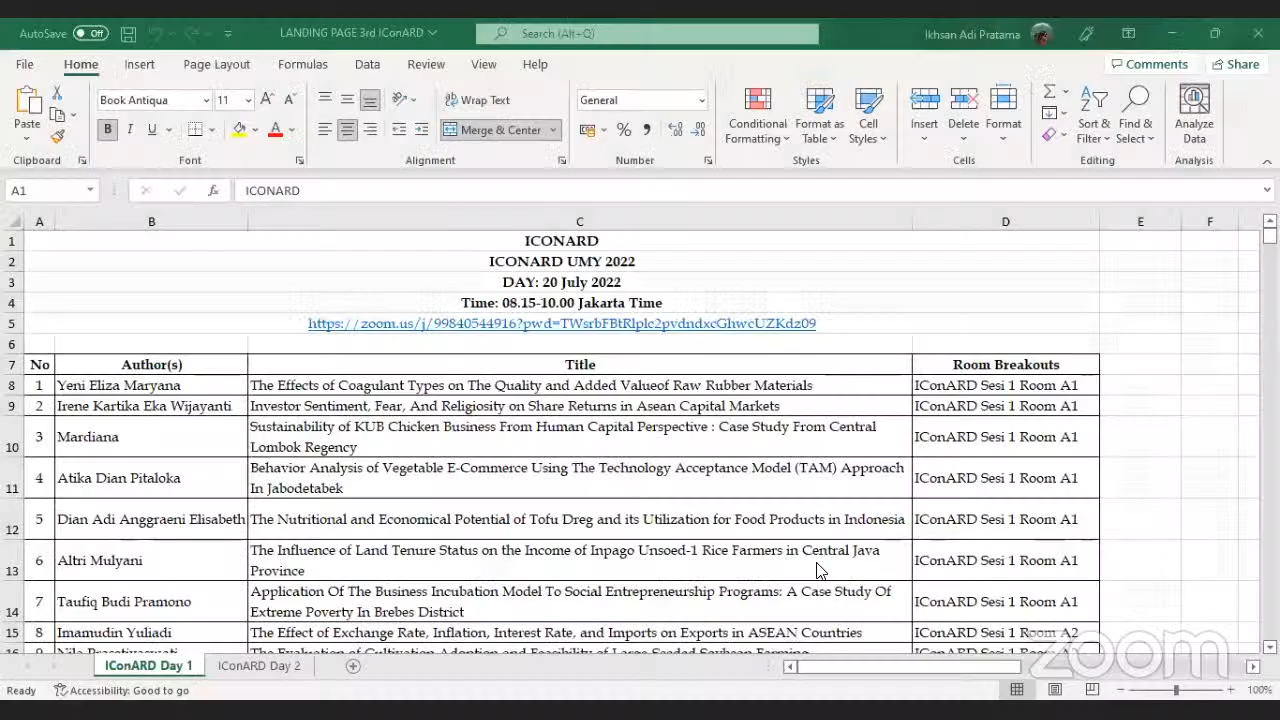 AutoSave Off LANDING PAGE 3rd IConARD Search (Alt+Q) Ikhsan Adi Pratama
File Home Insert Page Layout Formulas Data Review View Help Comments Share
Book Antiqua 11 Wrap Text General
Paste B I U Merge & Center Conditional Formatting Format as Table Cell Styles Insert Delete Format Sort & Filter Find & Select Analyze Data
Clipboard Font Alignment Number Styles Cells Editing Analysis
A1 fx ICONARD
A B C D E F
1 ICONARD
2 ICONARD UMY 2022
3 DAY: 20 July 2022
4 Time: 08.15-10.00 Jakarta Time
5
6
7 No Author(s) Title Room Breakouts
8 1 Yeni Eliza Maryana The Effects of Coagulant Types on The Quality and Added Valueof Raw Rubber Materials IConARD Sesi 1 Room A1
9 2 Irene Kartika Eka Wijayanti Investor Sentiment, Fear, And Religiosity on Share Returns in Asean Capital Markets IConARD Sesi 1 Room A1
10 3 Mardiana Sustainability of KUB Chicken Business From Human Capital Perspective : Case Study From Central
Lombok Regency IConARD Sesi 1 Room A1
11 4 Atika Dian Pitaloka Behavior Analysis of Vegetable E-Commerce Using The Technology Acceptance Model (TAM) Approach
In Jabodetabek IConARD Sesi 1 Room A1
12 5 Dian Adi Anggraeni Elisabeth The Nutritional and Economical Potential of Tofu Dreg and its Utilization for Food Products in Indonesia IConARD Sesi 1 Room A1
13 6 Altri Mulyani The Influence of Land Tenure Status on the Income of Inpago Unsoed-1 Rice Farmers in Central Java
Province IConARD Sesi 1 Room A1
14 7 Taufiq Budi Pramono Application Of The Business Incubation Model To Social Entrepreneurship Programs: A Case Study Of
Extreme Poverty In Brebes District IConARD Sesi 1 Room A1
15 8 Imamudin Yuliadi The Effect of Exchange Rate, Inflation, Interest Rate, and Imports on Exports in ASEAN Countries IConARD Sesi 1 Room A2
zoom
IConARD Day 1 IConARD Day 2
Ready Accessibility: Good to go 100%